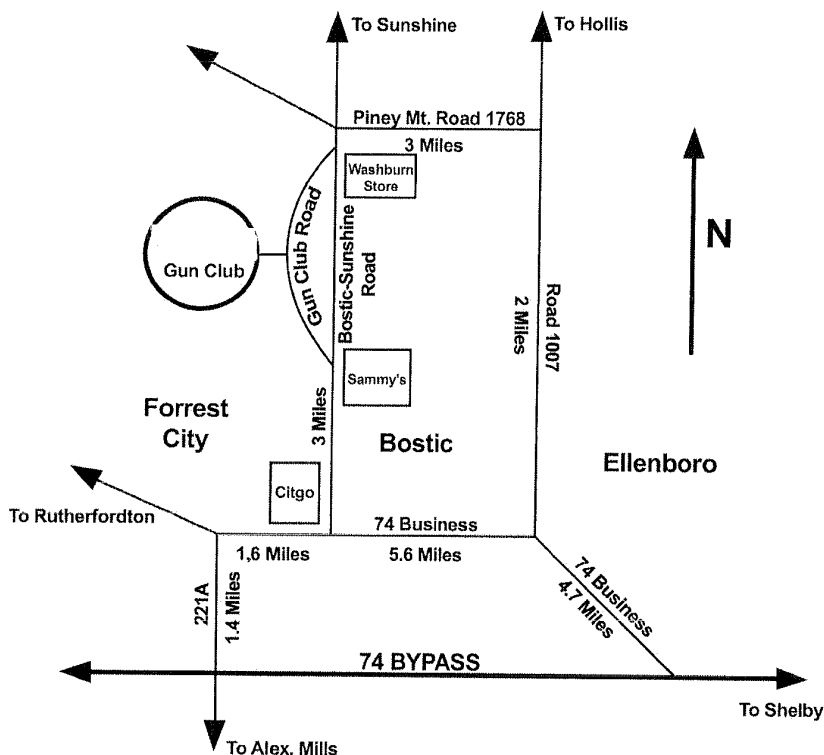 To Sunshine
To Hollis
Piney Mt. Road 1768
3 Miles
Washburn
Store
Gun Club Road
Gun Club
Bostic-Sunshine
Road
N
Road 1007
2 Miles
Sammy's
Forrest
City
3 Miles
Bostic
Ellenboro
Citgo
To Rutherfordton
74 Business
1,6 Miles
5.6 Miles
74 Business
4.7 Miles
221A
1.4 Miles
74 BYPASS
To Shelby
To Alex. Mills